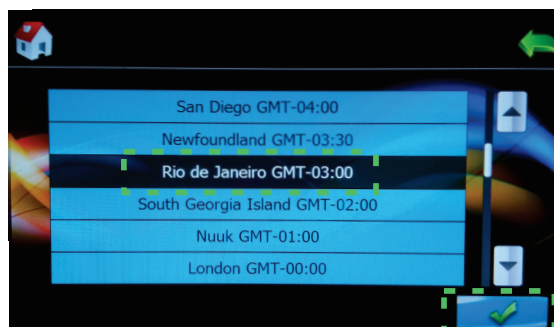 San Diego GMT-04:00
Newfoundland GMT-03:30
Rio de Janeiro GMT-03:00
South Georgia Island GMT-02:00
Nuuk GMT-01:00
London GMT-00:00